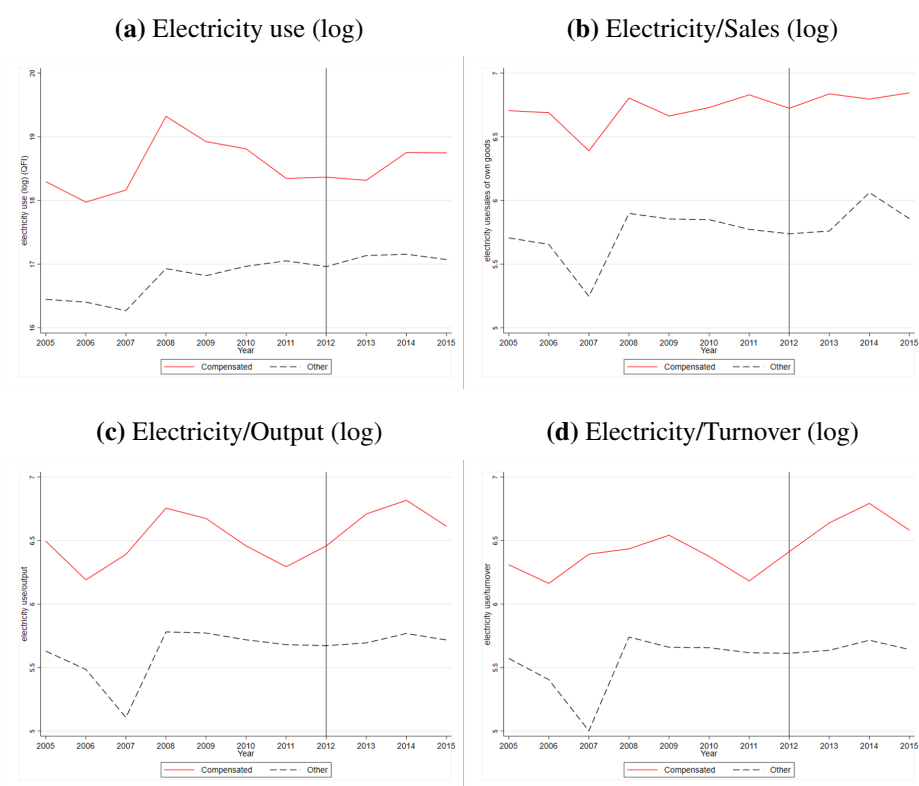 (a) Electricity use (log)
electricity use (log) (QFI)
20
19
18
17
16
2005 2006 2007 2008 2009 2010 2011 2012 2013 2014 2015
Year
Compensated Other
(b) Electricity/Sales (log)
electricity use/sales of own goods
7
6.5
6
5.5
5
2005 2006 2007 2008 2009 2010 2011 2012 2013 2014 2015
Year
Compensated Other
(c) Electricity/Output (log)
electricity use/output
7
6.5
6
5.5
5
2005 2006 2007 2008 2009 2010 2011 2012 2013 2014 2015
Year
Compensated Other
(d) Electricity/Turnover (log)
electricity use/turnover
7
6.5
6
5.5
5
2005 2006 2007 2008 2009 2010 2011 2012 2013 2014 2015
Year
Compensated Other